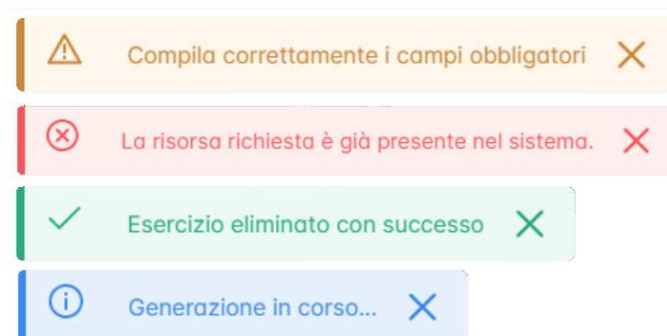 Compila correttamente i campi obbligatori
La risorsa richiesta è già presente nel sistema.
Esercizio eliminato con successo
Generazione in corso...